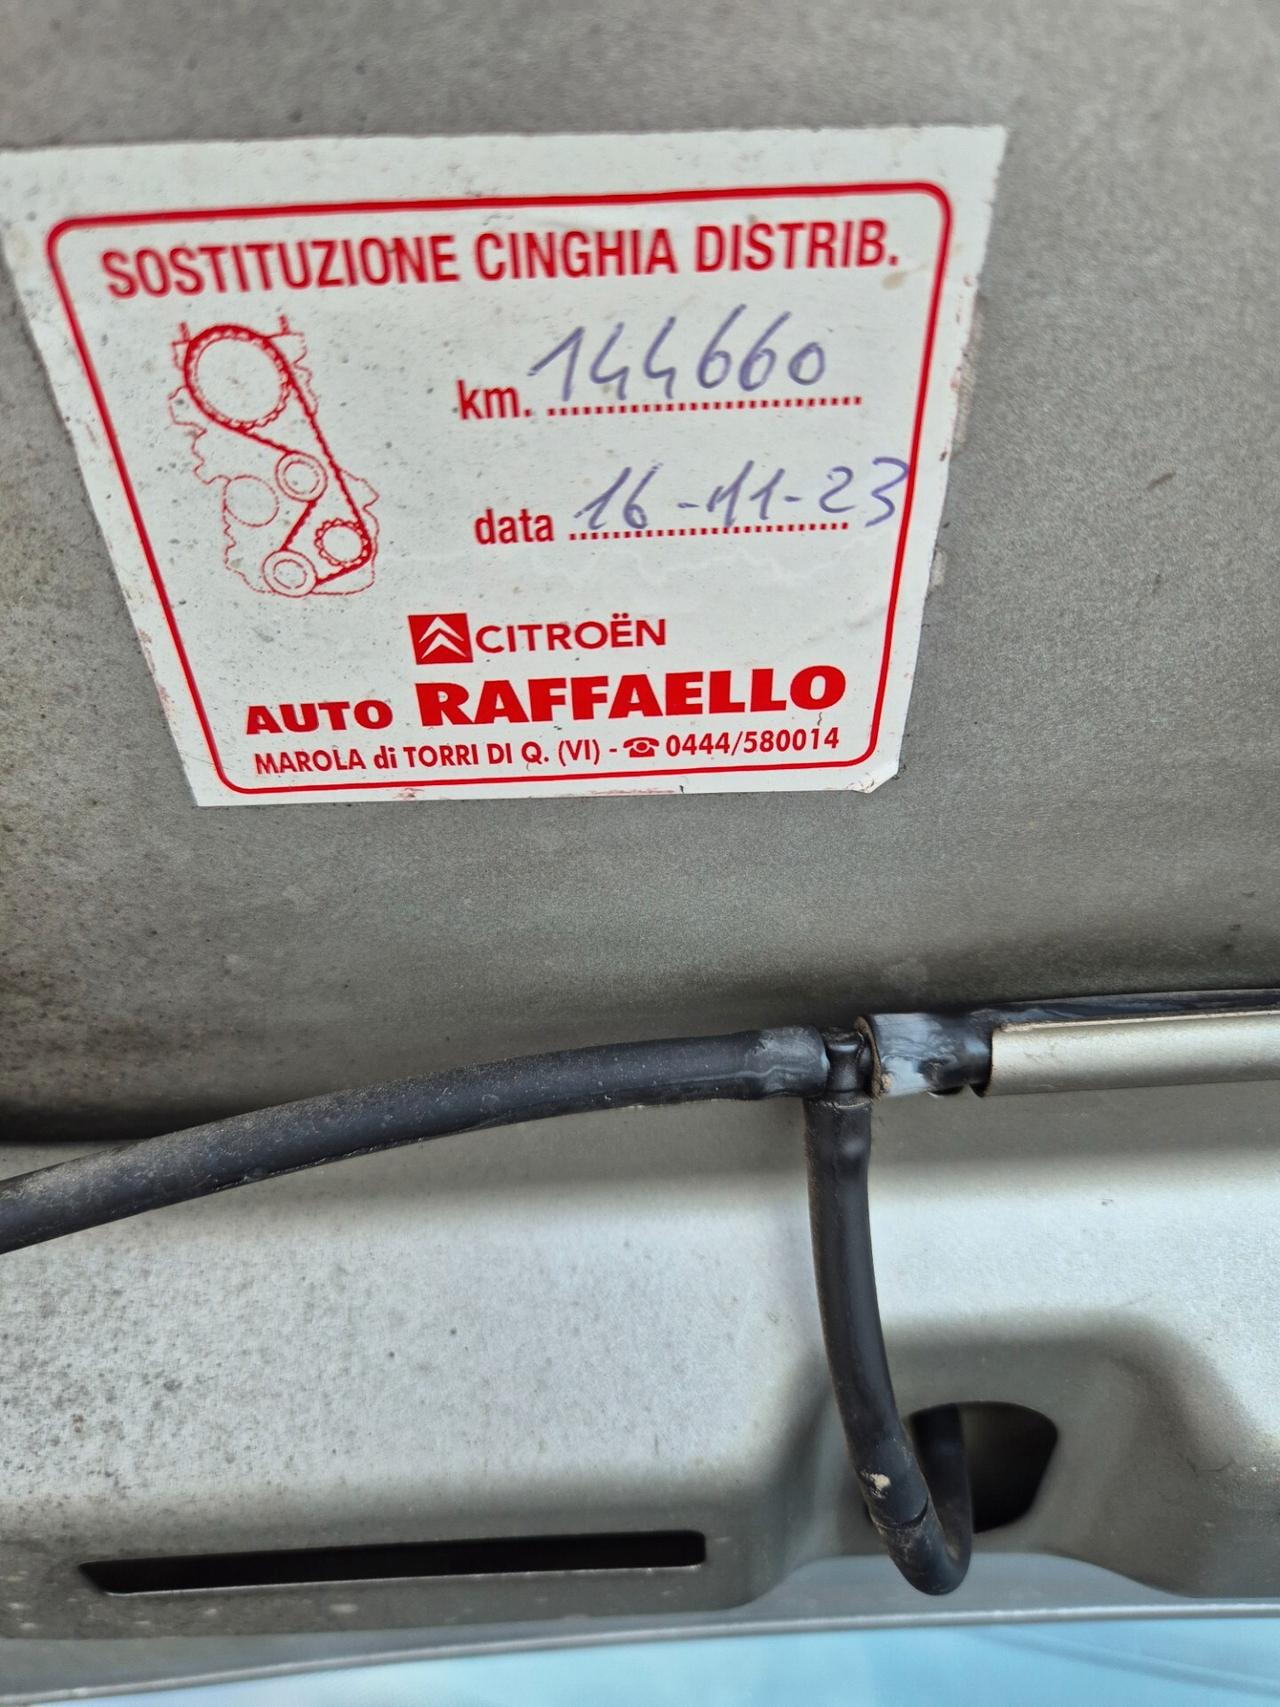 SOSTITUZIONE CINGHIA DISTRIB.
km. 144660
data 16-11-23
CITROËN
AUTO RAFFAELLO
MAROLA di TORRI DI Q. (VI) - ☎ 0444/580014